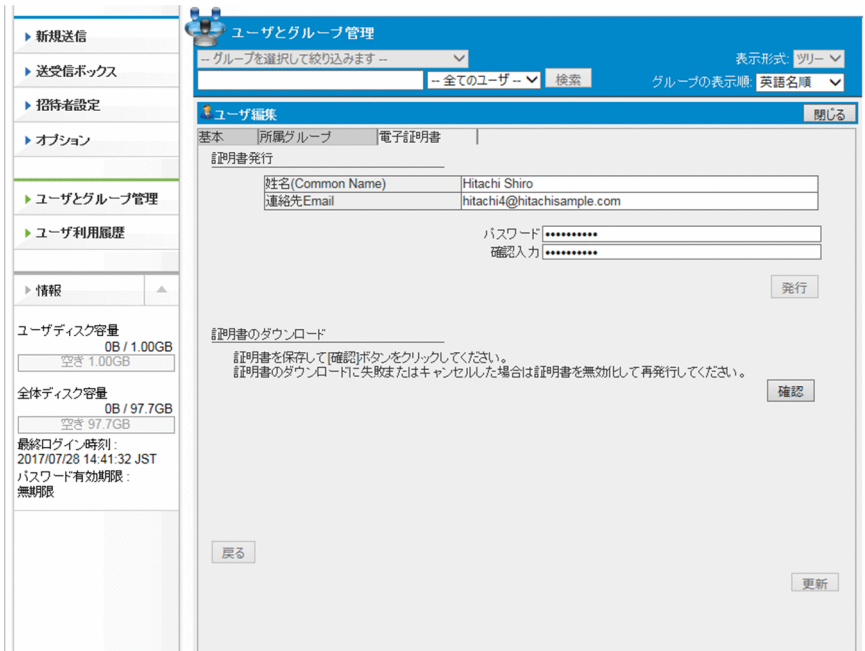 新規送信
送受信ボックス
招待者設定
オプション
ユーザとグループ管理
ユーザ利用履歴
情報
ユーザディスク容量
0B / 1.00GB
空き 1.00GB
全体ディスク容量
0B / 97.7GB
空き 97.7GB
最終ログイン時刻 :
2017/07/28 14:41:32 JST
パスワード有効期限 :
無期限
ユーザとグループ管理
-- グループを選択して絞り込みます --
表示形式: ツリー
-- 全てのユーザ --
検索
グループの表示順: 英語名順
ユーザ編集
閉じる
基本 所属グループ 電子証明書
証明書発行
姓名(Common Name) Hitachi Shiro
連絡先Email hitachi4@hitachisample.com
パスワード ••••••••••
確認入力 ••••••••••
発行
証明書のダウンロード
証明書を保存して[確認]ボタンをクリックしてください。
証明書のダウンロードに失敗またはキャンセルした場合は証明書を無効化して再発行してください。
確認
戻る
更新